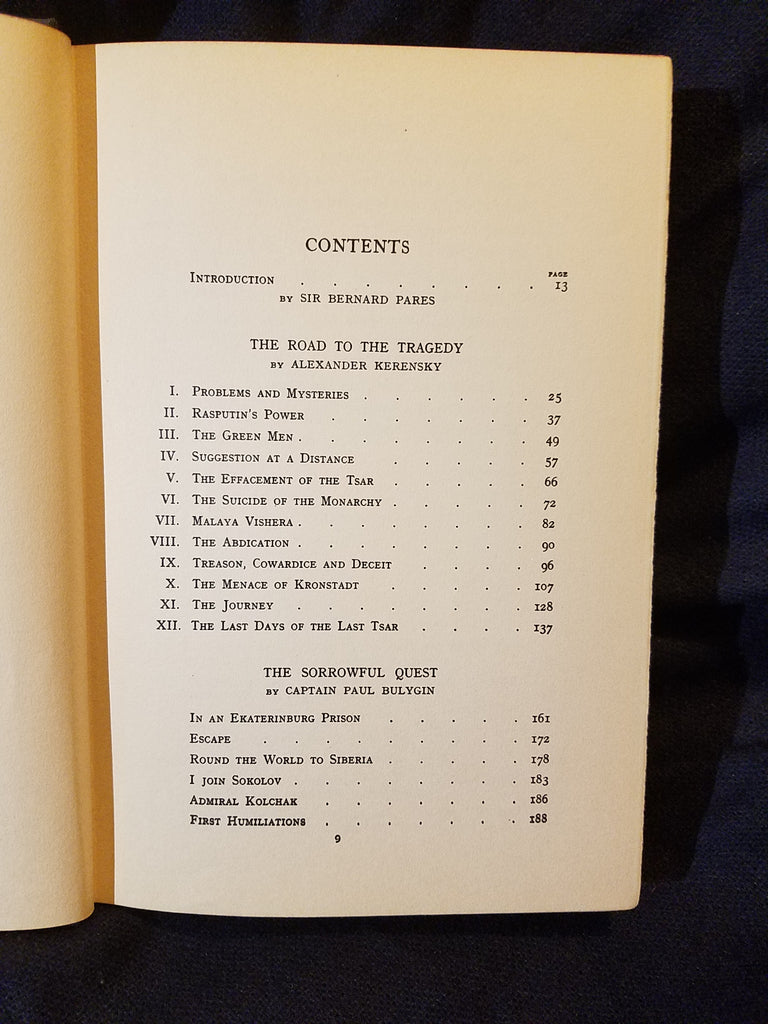 CONTENTS
PAGE
INTRODUCTION . . . . . . . . 13
BY SIR BERNARD PARES
THE ROAD TO THE TRAGEDY
BY ALEXANDER KERENSKY
I. PROBLEMS AND MYSTERIES . . . . . . 25
II. RASPUTIN'S POWER . . . . . . . 37
III. THE GREEN MEN . . . . . . . . 49
IV. SUGGESTION AT A DISTANCE . . . . . 57
V. THE EFFACEMENT OF THE TSAR . . . . . 66
VI. THE SUICIDE OF THE MONARCHY . . . . . 72
VII. MALAYA VISHERA . . . . . . . . 82
VIII. THE ABDICATION . . . . . . . . 90
IX. TREASON, COWARDICE AND DECEIT . . . . 96
X. THE MENACE OF KRONSTADT . . . . . 107
XI. THE JOURNEY . . . . . . . . 128
XII. THE LAST DAYS OF THE LAST TSAR . . . . 137
THE SORROWFUL QUEST
BY CAPTAIN PAUL BULYGIN
IN AN EKATERINBURG PRISON . . . . . 161
ESCAPE . . . . . . . . . 172
ROUND THE WORLD TO SIBERIA . . . . . 178
I JOIN SOKOLOV . . . . . . . . 183
ADMIRAL KOLCHAK . . . . . . . 186
FIRST HUMILIATIONS . . . . . . . 188
9